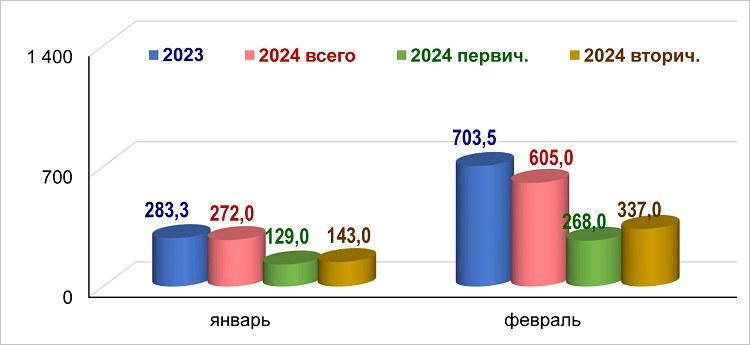 1 400
2023
2024 всего
2024 первич.
2024 вторич.
703,5
605,0
700
283,3
272,0
129,0
143,0
268,0
337,0
0
январь
февраль